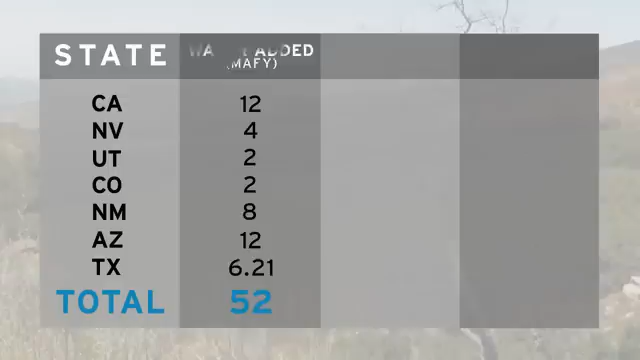 STATE ADDED
(MAFY)
CA 12
NV 4
UT 2
CO 2
NM 8
AZ 12
TX 6.21
TOTAL 52